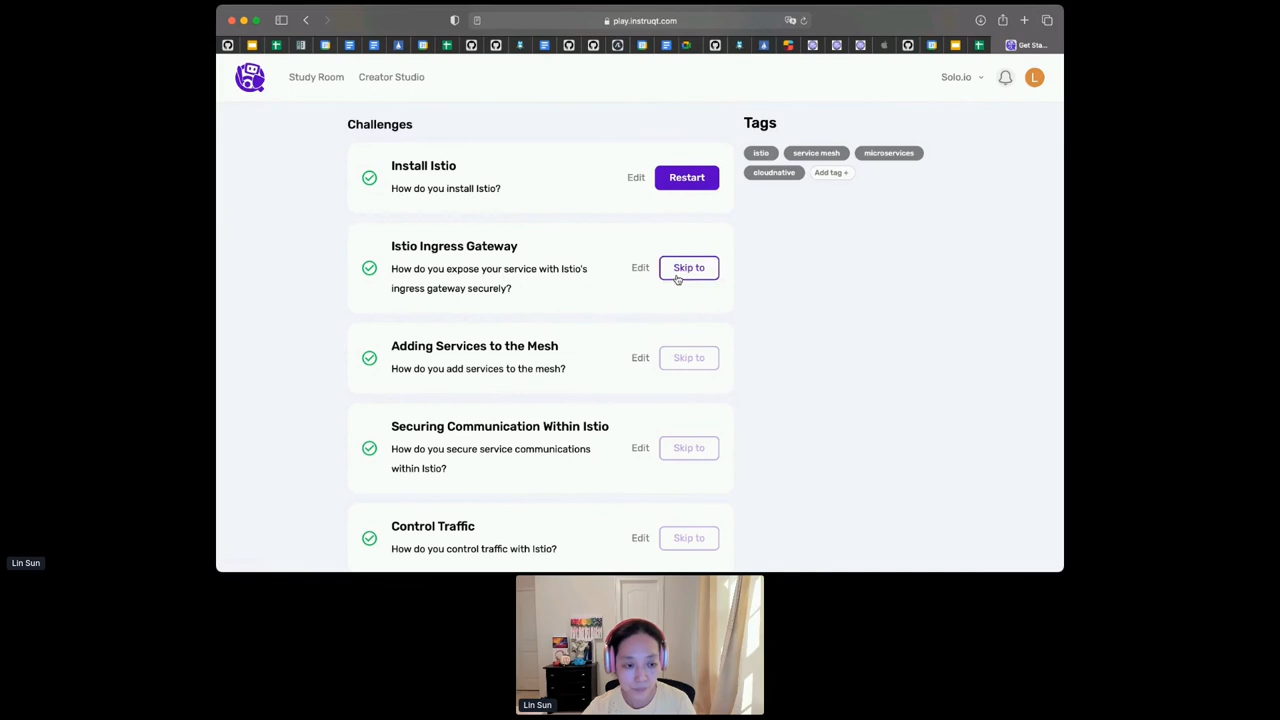 play.instruqt.com
Get Sta...
Study Room
Creator Studio
Solo.io
L
Challenges
Tags
Install Istio
How do you install Istio?
Edit
Restart
istio
service mesh
microservices
cloudnative
Add tag +
Istio Ingress Gateway
How do you expose your service with Istio's
ingress gateway securely?
Edit
Skip to
Adding Services to the Mesh
How do you add services to the mesh?
Edit
Skip to
Securing Communication Within Istio
How do you secure service communications
within Istio?
Edit
Skip to
Control Traffic
How do you control traffic with Istio?
Edit
Skip to
Lin Sun
Lin Sun